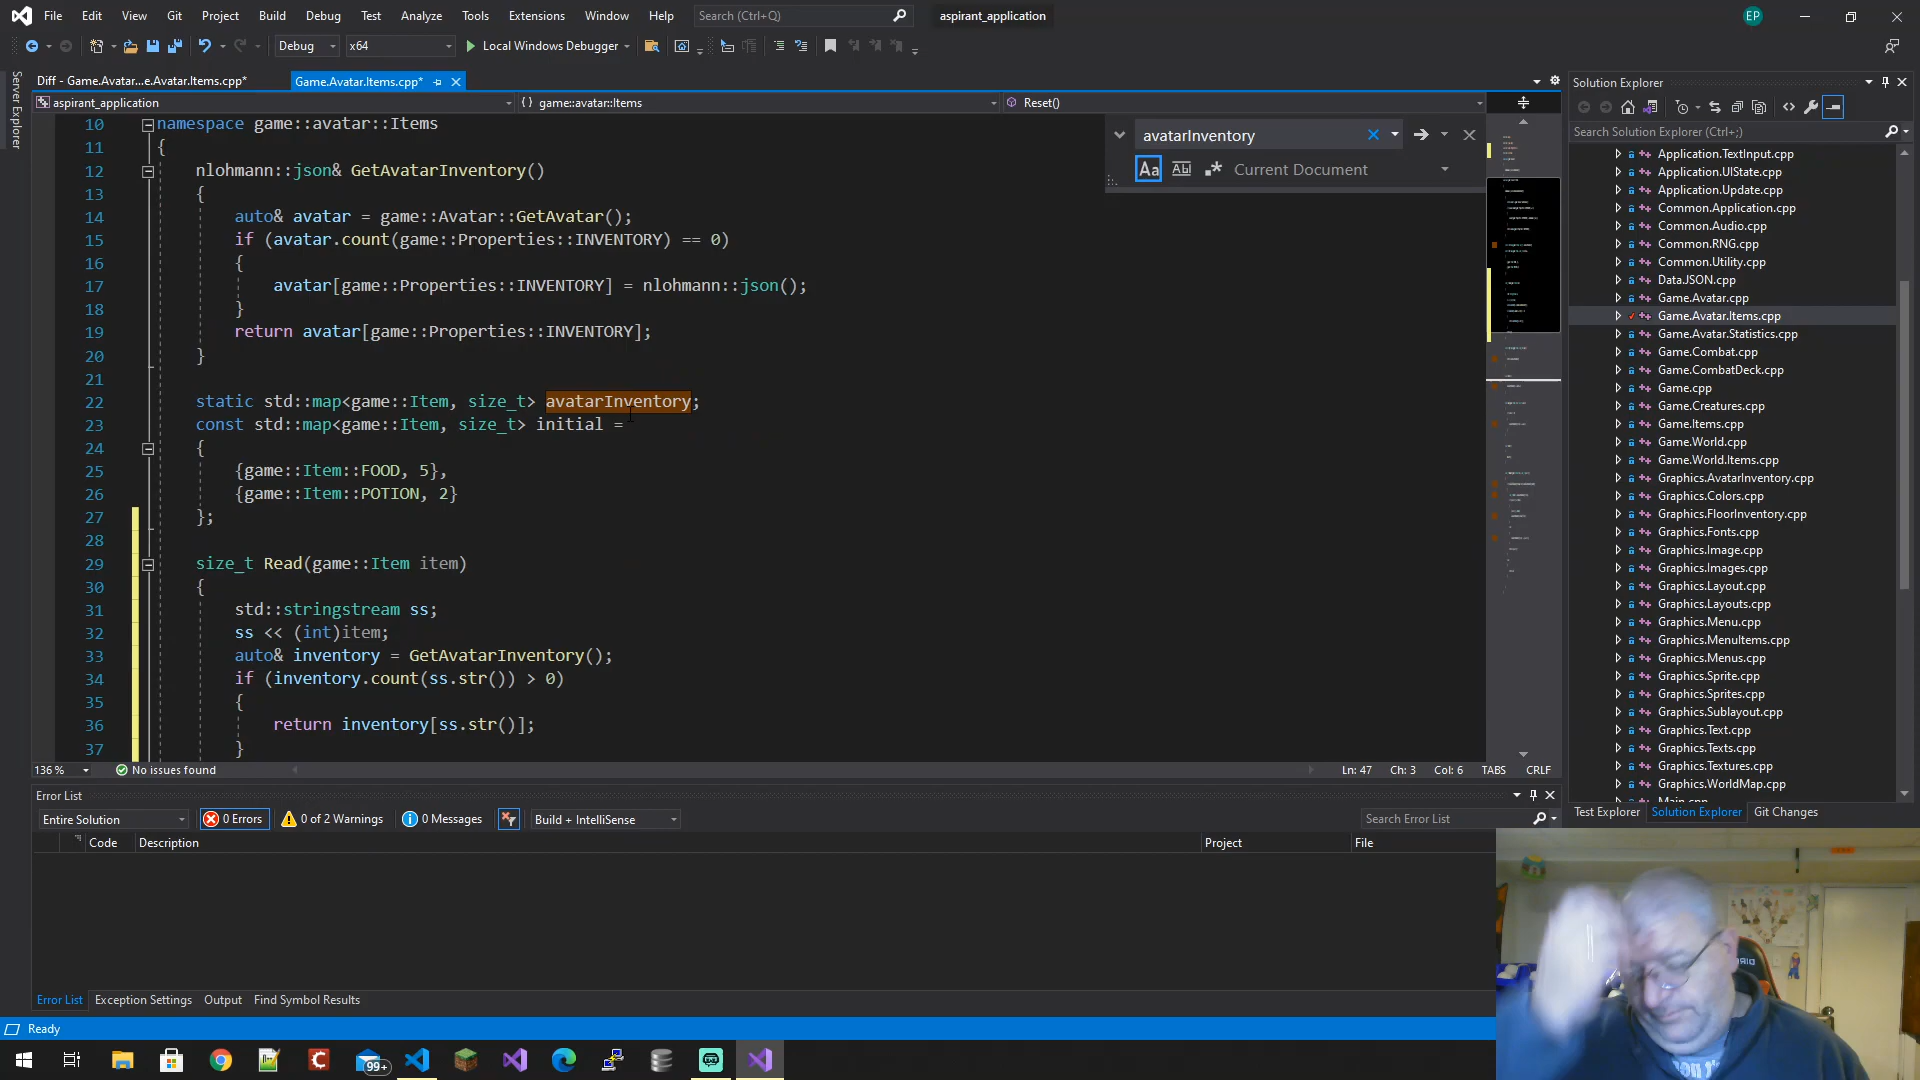 File Edit View Git Project Build Debug Test Analyze Tools Extensions Window Help Search (Ctrl+Q) aspirant_application EP
Debug x64 Local Windows Debugger
Server Explorer
Diff - Game.Avatar...e.Avatar.Items.cpp* Game.Avatar.Items.cpp*
aspirant_application game::avatar::Items Reset()
avatarInventory
Aa Abl Current Document
10 namespace game::avatar::Items
11 {
12 nlohmann::json& GetAvatarInventory()
13 {
14 auto& avatar = game::Avatar::GetAvatar();
15 if (avatar.count(game::Properties::INVENTORY) == 0)
16 {
17 avatar[game::Properties::INVENTORY] = nlohmann::json();
18 }
19 return avatar[game::Properties::INVENTORY];
20 }
21
22 static std::map<game::Item, size_t> avatarInventory;
23 const std::map<game::Item, size_t> initial =
24 {
25 {game::Item::FOOD, 5},
26 {game::Item::POTION, 2}
27 };
28
29 size_t Read(game::Item item)
30 {
31 std::stringstream ss;
32 ss << (int)item;
33 auto& inventory = GetAvatarInventory();
34 if (inventory.count(ss.str()) > 0)
35 {
36 return inventory[ss.str()];
37 }
136 % No issues found Ln: 47 Ch: 3 Col: 6 TABS CRLF
Error List
Entire Solution 0 Errors 0 of 2 Warnings 0 Messages Build + IntelliSense Search Error List
Code Description Project File
Error List Exception Settings Output Find Symbol Results
Ready
Solution Explorer
Search Solution Explorer (Ctrl+;)
Application.TextInput.cpp
Application.UIState.cpp
Application.Update.cpp
Common.Application.cpp
Common.Audio.cpp
Common.RNG.cpp
Common.Utility.cpp
Data.JSON.cpp
Game.Avatar.cpp
Game.Avatar.Items.cpp
Game.Avatar.Statistics.cpp
Game.Combat.cpp
Game.CombatDeck.cpp
Game.cpp
Game.Creatures.cpp
Game.Items.cpp
Game.World.cpp
Game.World.Items.cpp
Graphics.AvatarInventory.cpp
Graphics.Colors.cpp
Graphics.FloorInventory.cpp
Graphics.Fonts.cpp
Graphics.Image.cpp
Graphics.Images.cpp
Graphics.Layout.cpp
Graphics.Layouts.cpp
Graphics.Menu.cpp
Graphics.MenuItems.cpp
Graphics.Menus.cpp
Graphics.Sprite.cpp
Graphics.Sprites.cpp
Graphics.Sublayout.cpp
Graphics.Text.cpp
Graphics.Texts.cpp
Graphics.Textures.cpp
Graphics.WorldMap.cpp
Main.cpp
Test Explorer Solution Explorer Git Changes
99+